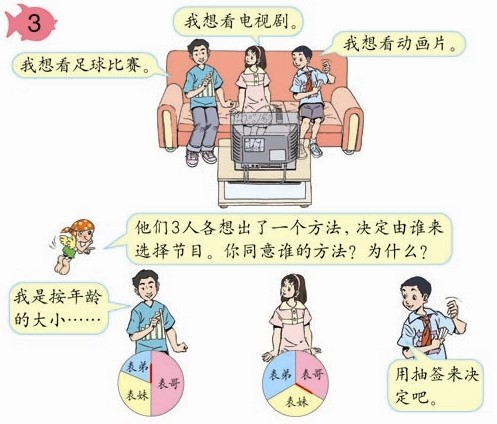 3
我想看电视剧。
我想看动画片。
我想看足球比赛。
他们3人各想出了一个方法，决定由谁来
选择节目。你同意谁的方法？为什么？
我是按年龄
的大小……
表弟
表哥
表妹
表弟
表哥
表妹
用抽签来决
定吧。